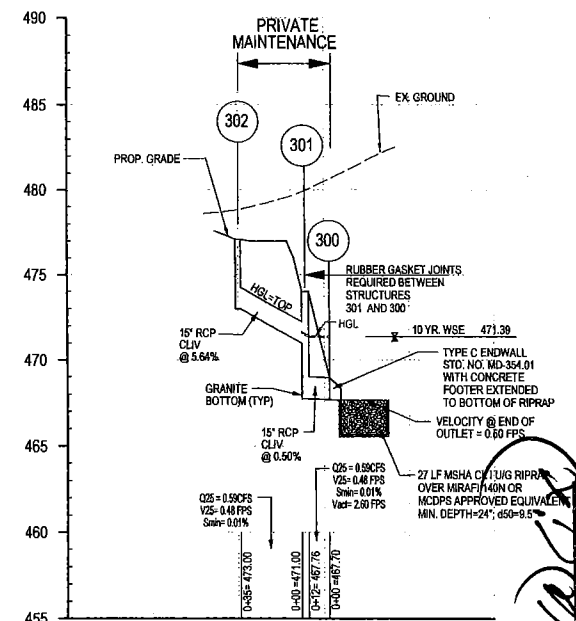 490
PRIVATE
MAINTENANCE
485
EX. GROUND
302
301
PROP. GRADE
480
300
475
RUBBER GASKET JOINTS
REQUIRED BETWEEN
STRUCTURES
301 AND 300
HGL=TOP
HGL
10 YR. WSE 471.39
15" RCP
CLIV
@ 5.64%
470
TYPE C ENDWALL
STD. NO. MD-354.01
WITH CONCRETE
FOOTER EXTENDED
TO BOTTOM OF RIPRAP
GRANITE
BOTTOM (TYP)
VELOCITY @ END OF
OUTLET = 0.60 FPS
15" RCP
CLIV
@ 0.50%
465
27 LF MSHA CL I U/G RIPRAP
OVER MIRAFI 140N OR
MCDPS APPROVED EQUIVALENT
MIN. DEPTH=24"; d50=9.5"
Q25 = 0.59CFS
V25 = 0.48 FPS
Smin= 0.01%
Vact= 2.60 FPS
Q25 = 0.59CFS
V25= 0.48 FPS
Smin= 0.01%
460
0+35= 473.00
0+00 =471.00
0+12= 467.76
0+00 =467.70
455